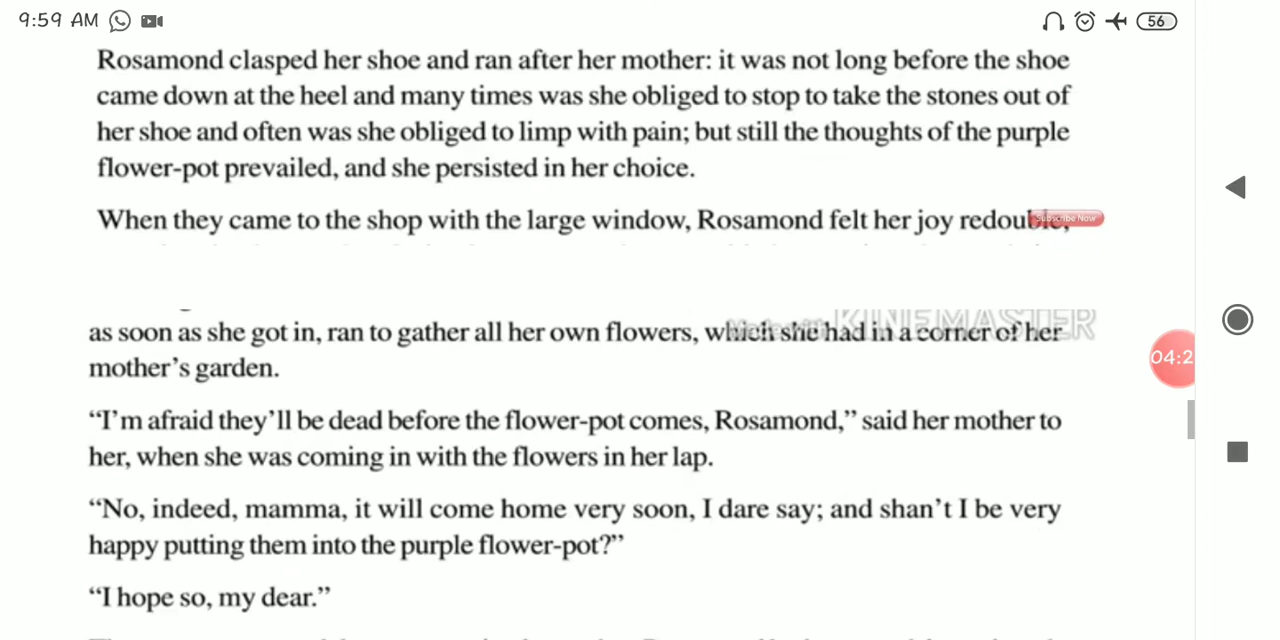 9:59 AM
56
Rosamond clasped her shoe and ran after her mother: it was not long before the shoe
came down at the heel and many times was she obliged to stop to take the stones out of
her shoe and often was she obliged to limp with pain; but still the thoughts of the purple
flower-pot prevailed, and she persisted in her choice.
When they came to the shop with the large window, Rosamond felt her joy redouble,
Subscribe Now
Made with KINEMASTER
as soon as she got in, ran to gather all her own flowers, which she had in a corner of her
04:2
mother's garden.
“I'm afraid they'll be dead before the flower-pot comes, Rosamond,” said her mother to
her, when she was coming in with the flowers in her lap.
“No, indeed, mamma, it will come home very soon, I dare say; and shan't I be very
happy putting them into the purple flower-pot?”
“I hope so, my dear.”